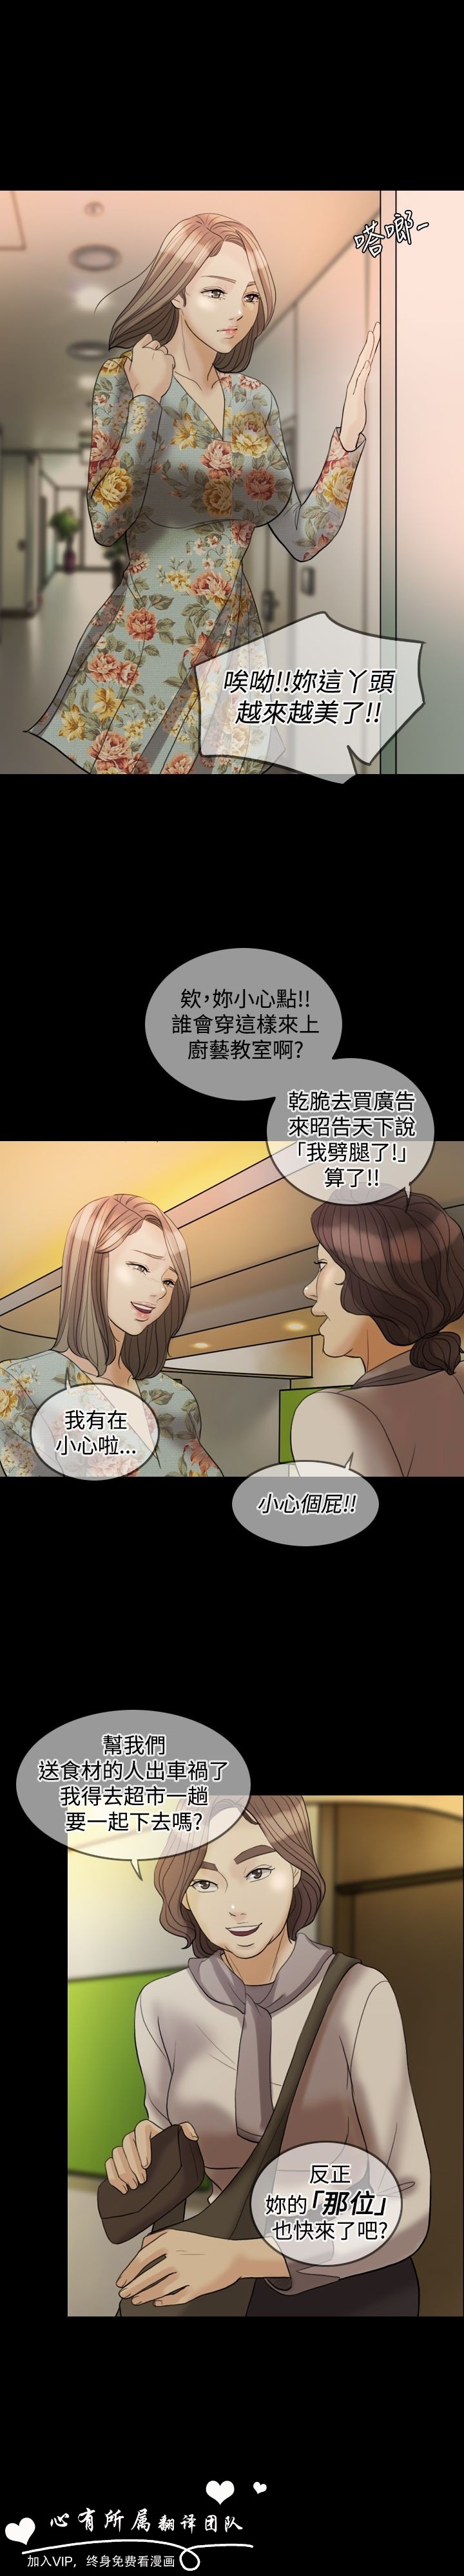 嗒啷-
唉呦!!妳這丫頭
越來越美了!!
欸,妳小心點!!
誰會穿這樣來上
廚藝教室啊?
乾脆去買廣告
來昭告天下說
「我劈腿了!」
算了!!
我有在
小心啦...
小心個屁!!
幫我們
送食材的人出車禍了
我得去超市一趟
要一起下去嗎?
反正
妳的「那位」
也快來了吧?
心有所属翻译团队
加入VIP，终身免费看漫画